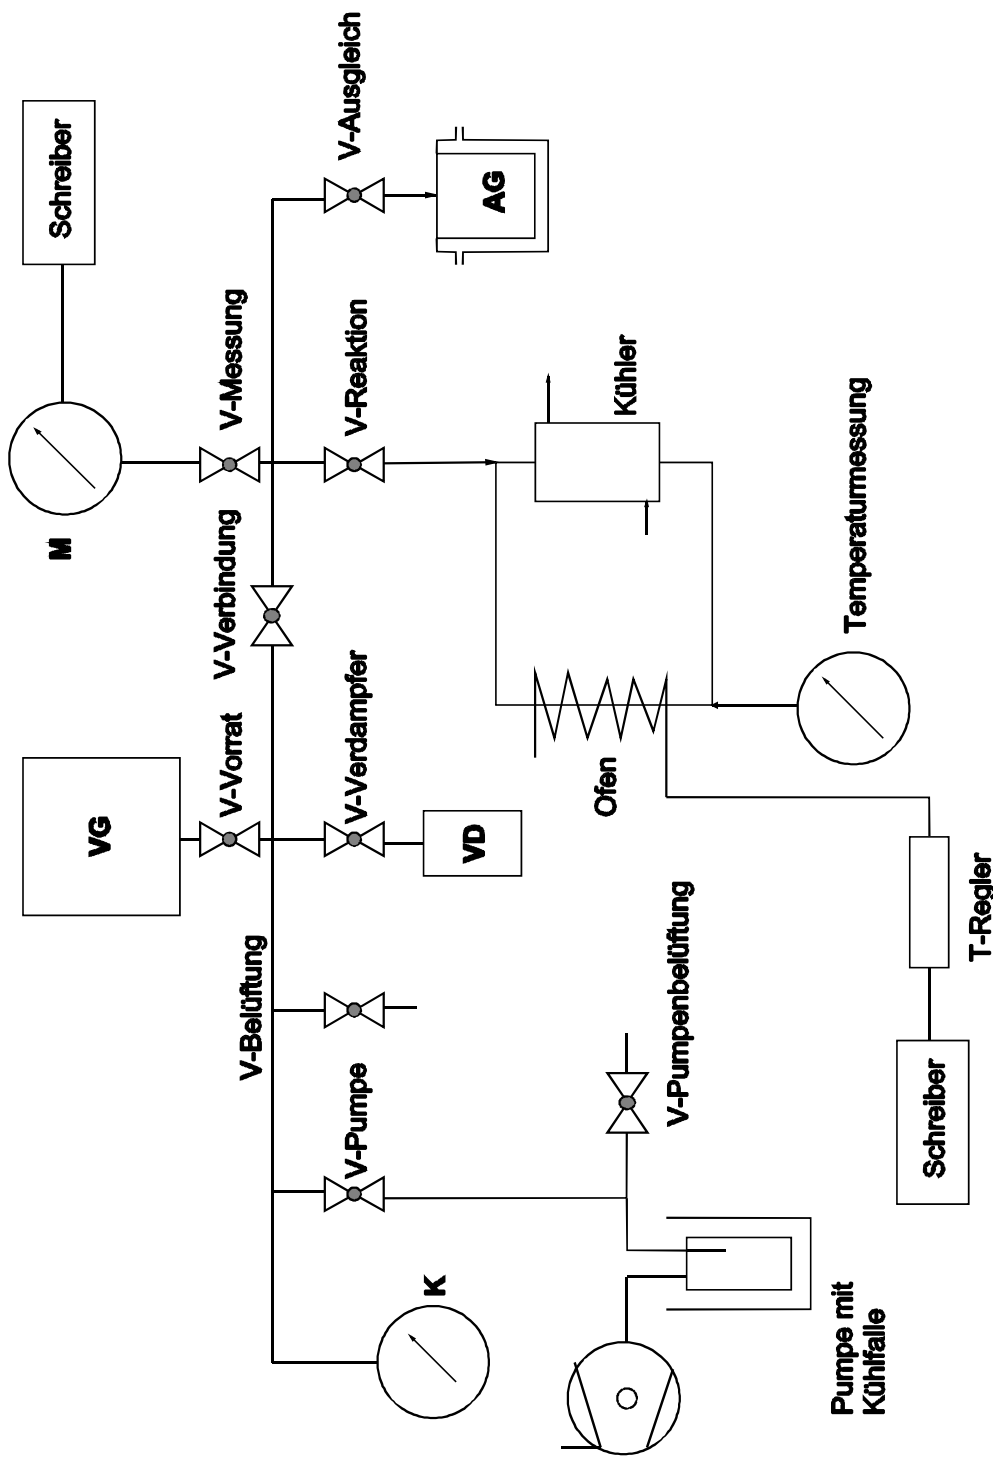 Schreiber
M
V-Messung
V-Ausgleich
AG
V-Verbindung
V-Reaktion
Kühler
VG
V-Vorrat
V-Verdampfer
VD
Ofen
Temperaturmessung
V-Belüftung
V-Pumpe
V-Pumpenbelüftung
K
Pumpe mit
Kühlfalle
Schreiber
T-Regler